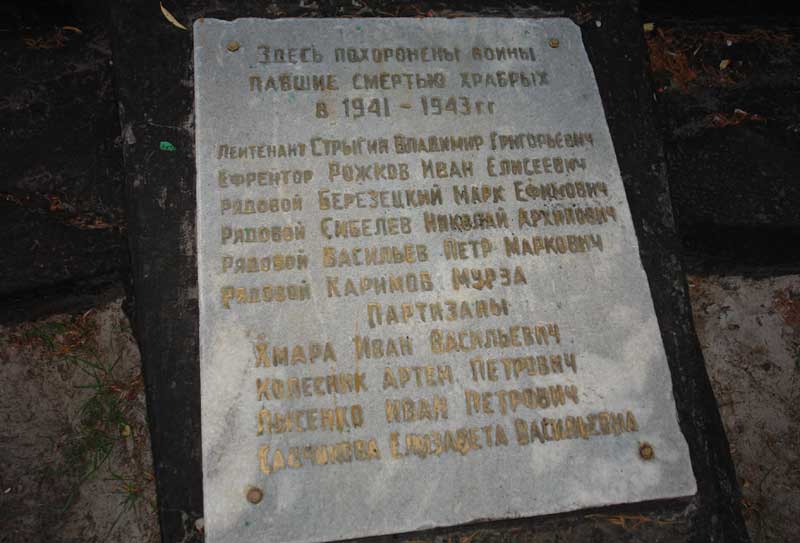 Здесь похоронены воины
павшие смертью храбрых
в 1941 - 1943 гг
лейтенант Стрыгин Владимир Григорьевич
ефрейтор Рожков Иван Елисеевич
рядовой Березецкий Марк Ефимович
рядовой Сибелев Николай Архипович
рядовой Васильев Петр Маркович
рядовой Каримов Мурза
Партизаны
Хмара Иван Васильевич
Колесник Артем Петрович
Лысенко Иван Петрович
Елизавета Васильевна